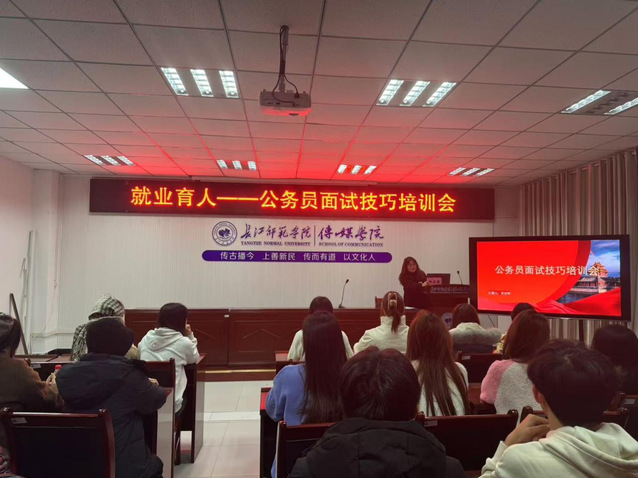 就业育人——公务员面试技巧培训会
长江师范学院 传媒学院
YANGTZE NORMAL UNIVERSITY SCHOOL OF COMMUNICATION
传古播今 上善新民 传而有道 以文化人
公务员面试技巧培训会